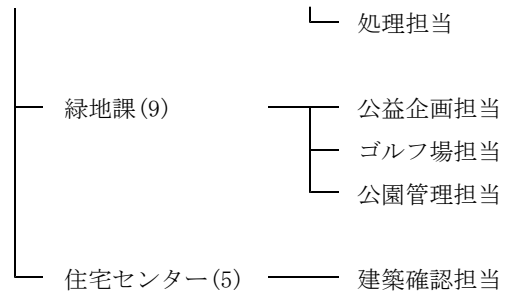 処理担当
緑地課(9) 公益企画担当
ゴルフ場担当
公園管理担当
住宅センター(5) 建築確認担当